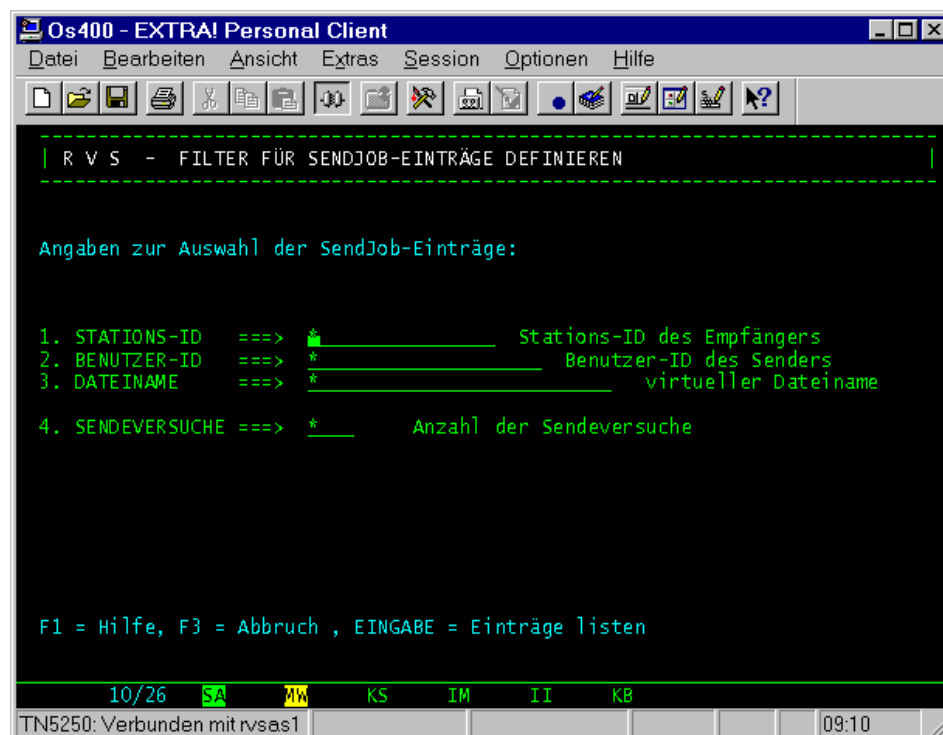 Os400 - EXTRA! Personal Client
Datei Bearbeiten Ansicht Extras Session Optionen Hilfe
R V S - FILTER FÜR SENDJOB-EINTRÄGE DEFINIEREN
Angaben zur Auswahl der SendJob-Einträge:
1. STATIONS-ID ===> * Stations-ID des Empfängers
2. BENUTZER-ID ===> * Benutzer-ID des Senders
3. DATEINAME ===> * virtueller Dateiname
4. SENDEVERSUCHE ===> * Anzahl der Sendeversuche
F1 = Hilfe, F3 = Abbruch , EINGABE = Einträge listen
10/26 SA MW KS IM II KB
TN5250: Verbunden mit rvsas1 09:10